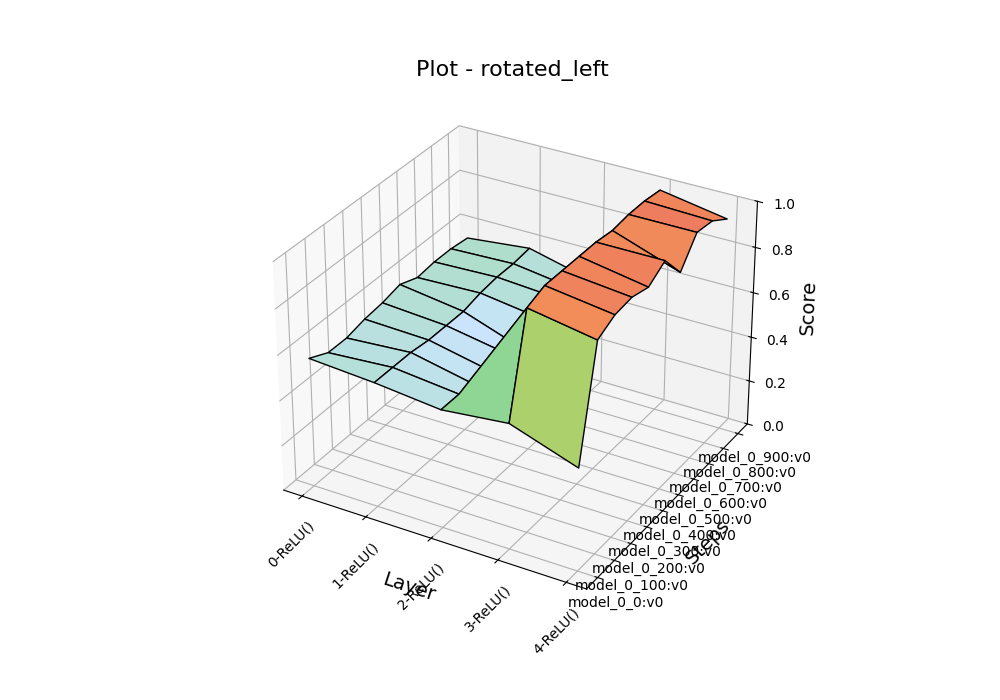 Plot - rotated_left
1.0
0.8
0.6
0.4
0.2
0.0
Score
model_0_900:v0
model_0_800:v0
model_0_700:v0
model_0_600:v0
model_0_500:v0
model_0_400:v0
model_0_300:v0
model_0_200:v0
model_0_100:v0
model_0_0:v0
Steps
0-ReLU()
1-ReLU()
2-ReLU()
3-ReLU()
4-ReLU()
Layer